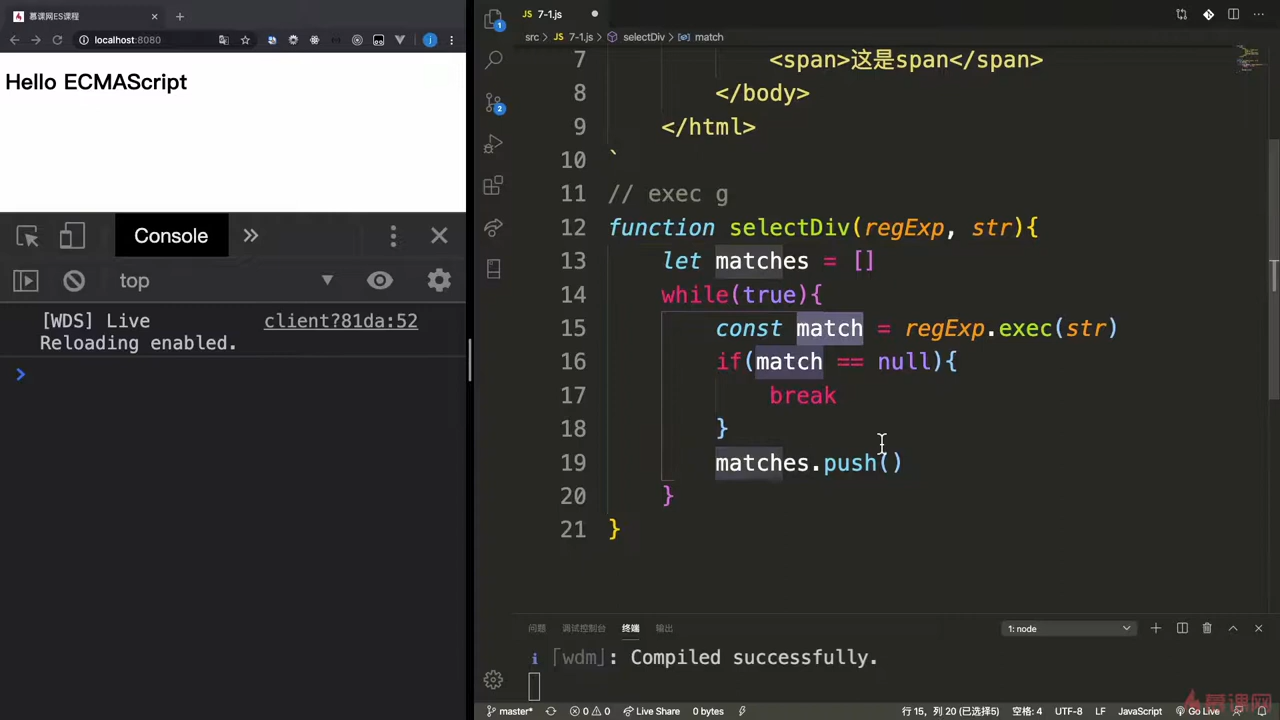 慕课网ES课程
localhost:8080
Hello ECMAScript
Console
top
[WDS] Live
Reloading enabled.
client?81da:52
7-1.js
src > 7-1.js > selectDiv > match
7 <span>这是span</span>
8 </body>
9 </html>
10 `
11 // exec g
12 function selectDiv(regExp, str){
13 let matches = []
14 while(true){
15 const match = regExp.exec(str)
16 if(match == null){
17 break
18 }
19 matches.push()
20 }
21 }
问题 调试控制台 终端 输出
1: node
i ｢wdm｣: Compiled successfully.
master* 0 0 Live Share 0 bytes 行 15，列 20 (已选择5) 空格: 4 UTF-8 LF JavaScript Go Live
慕课网